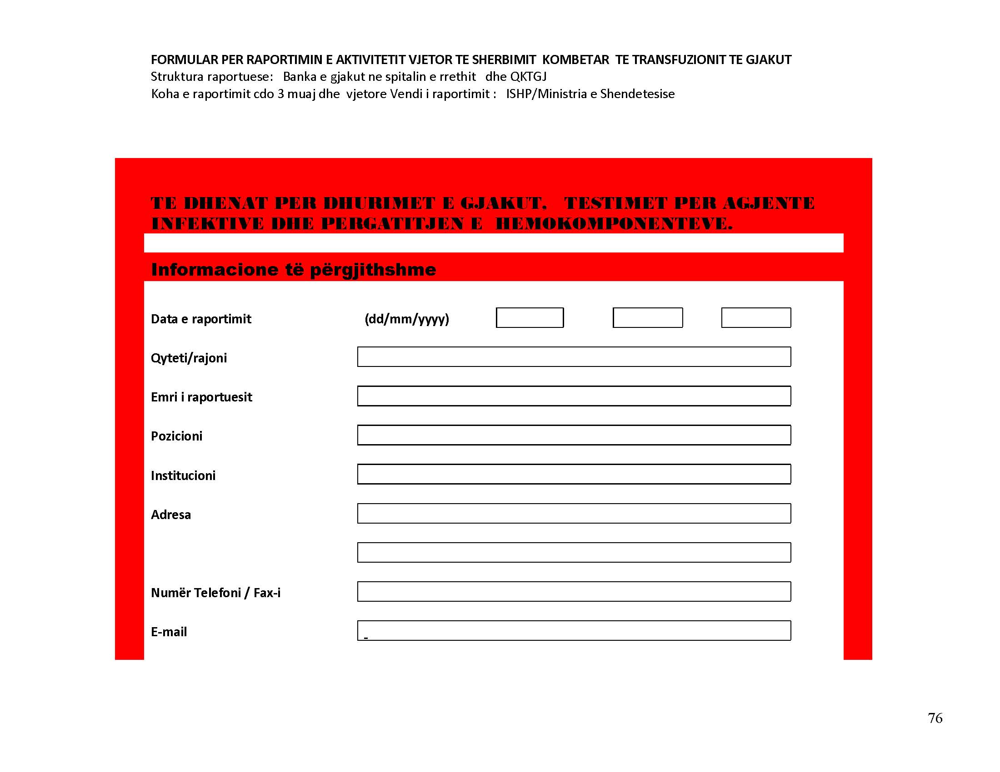 FORMULAR PER RAPORTIMIN E AKTIVITETIT VJETOR TE SHERBIMIT KOMBETAR TE TRANSFUZIONIT TE GJAKUT
Struktura raportuese: Banka e gjakut ne spitalin e rrethit dhe QKTGJ
Koha e raportimit cdo 3 muaj dhe vjetore Vendi i raportimit : ISHP/Ministria e Shendetesise
TE DHENAT PER DHURIMET E GJAKUT. TESTIMET PER AGJENTE
INFEKTIVE DHE PERGATITJEN E HEMOKOMPONENTEVE.
Informacione të përgjithshme
Data e raportimit (dd/mm/yyyy)
Qyteti/rajoni
Emri i raportuesit
Pozicioni
Institucioni
Adresa
Numër Telefoni / Fax-i
E-mail -
76